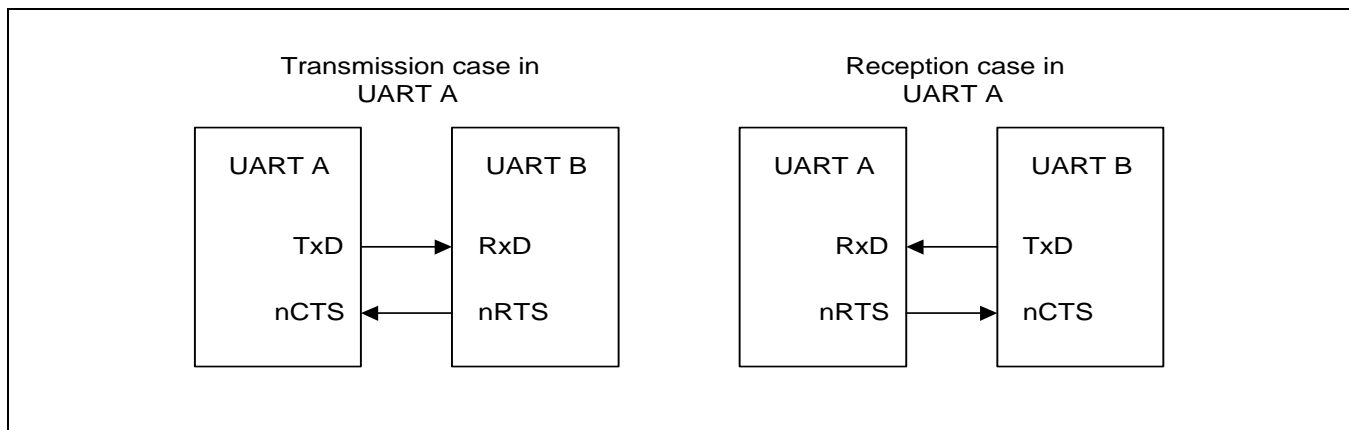 Transmission case in
UART A
UART A
UART B
TxD
RxD
nCTS
nRTS
Reception case in
UART A
UART A
UART B
RxD
TxD
nRTS
nCTS